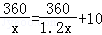 360/x = 360/1.2x + 10